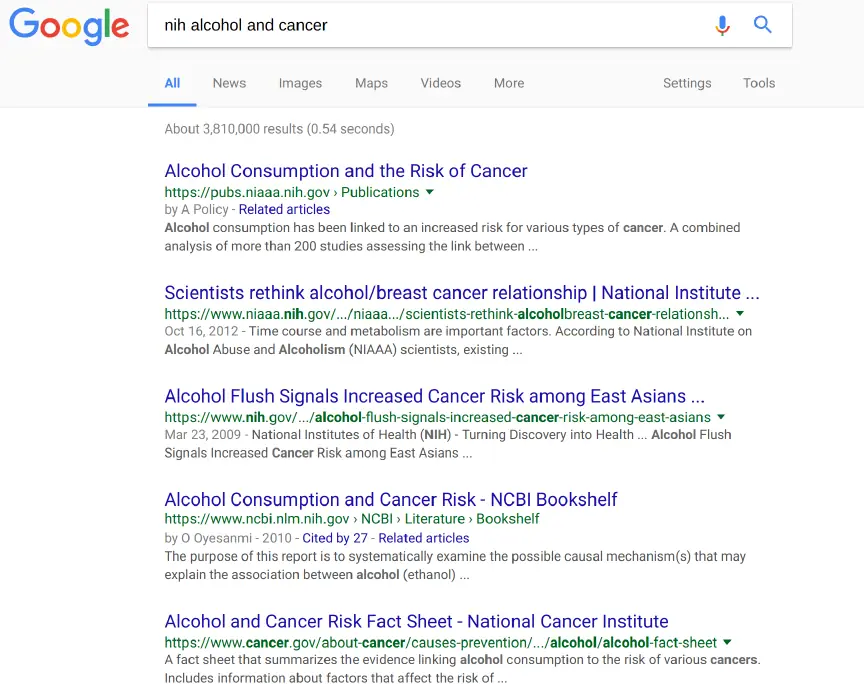 Google
nih alcohol and cancer
All News Images Maps Videos More Settings Tools
About 3,810,000 results (0.54 seconds)
Alcohol Consumption and the Risk of Cancer
https://pubs.niaaa.nih.gov › Publications
by A Policy - Related articles
Alcohol consumption has been linked to an increased risk for various types of cancer. A combined
analysis of more than 200 studies assessing the link between ...
Scientists rethink alcohol/breast cancer relationship | National Institute ...
https://www.niaaa.nih.gov/.../niaaa.../scientists-rethink-alcoholbreast-cancer-relationsh...
Oct 16, 2012 - Time course and metabolism are important factors. According to National Institute on
Alcohol Abuse and Alcoholism (NIAAA) scientists, existing ...
Alcohol Flush Signals Increased Cancer Risk among East Asians ...
https://www.nih.gov/.../alcohol-flush-signals-increased-cancer-risk-among-east-asians
Mar 23, 2009 - National Institutes of Health (NIH) - Turning Discovery into Health ... Alcohol Flush
Signals Increased Cancer Risk among East Asians ...
Alcohol Consumption and Cancer Risk - NCBI Bookshelf
https://www.ncbi.nlm.nih.gov › NCBI › Literature › Bookshelf
by O Oyesanmi - 2010 - Cited by 27 - Related articles
The purpose of this report is to systematically examine the possible causal mechanism(s) that may
explain the association between alcohol (ethanol) ...
Alcohol and Cancer Risk Fact Sheet - National Cancer Institute
https://www.cancer.gov/about-cancer/causes-prevention/.../alcohol/alcohol-fact-sheet
A fact sheet that summarizes the evidence linking alcohol consumption to the risk of various cancers.
Includes information about factors that affect the risk of ...